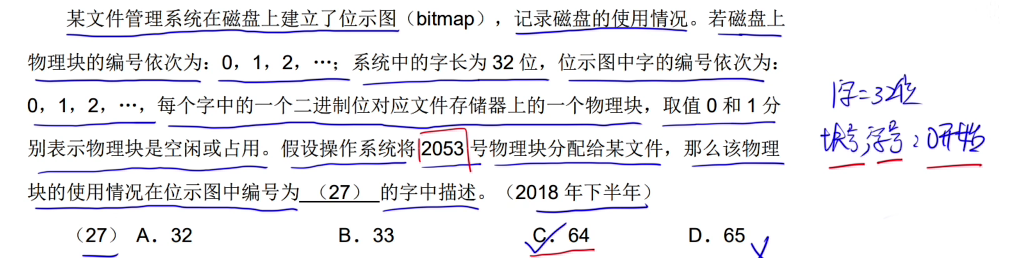 某文件管理系统在磁盘上建立了位示图（bitmap），记录磁盘的使用情况。若磁盘上
物理块的编号依次为：0，1，2，…；系统中的字长为 32 位，位示图中字的编号依次为：
0，1，2，…，每个字中的一个二进制位对应文件存储器上的一个物理块，取值 0 和 1 分
别表示物理块是空闲或占用。假设操作系统将 2053 号物理块分配给某文件，那么该物理
块的使用情况在位示图中编号为 （27） 的字中描述。（2018 年下半年）
（27） A．32 B．33 C．64 D．65
1字=32位
块号,字号：0开始